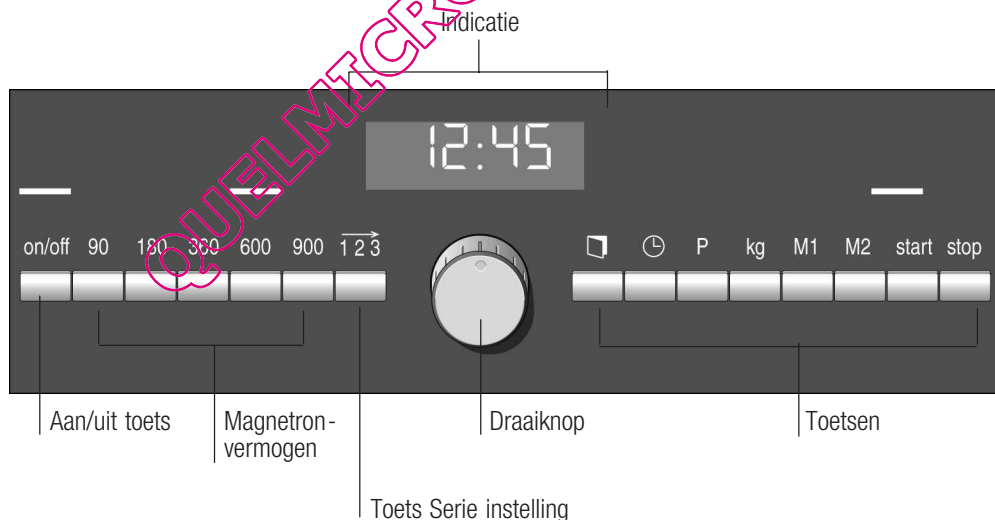 Indicatie
12:45
on/off 90 180 360 600 900 1 2 3 P kg M1 M2 start stop
Aan/uit toets
Magnetron-
vermogen
Draaiknop
Toetsen
Toets Serie instelling